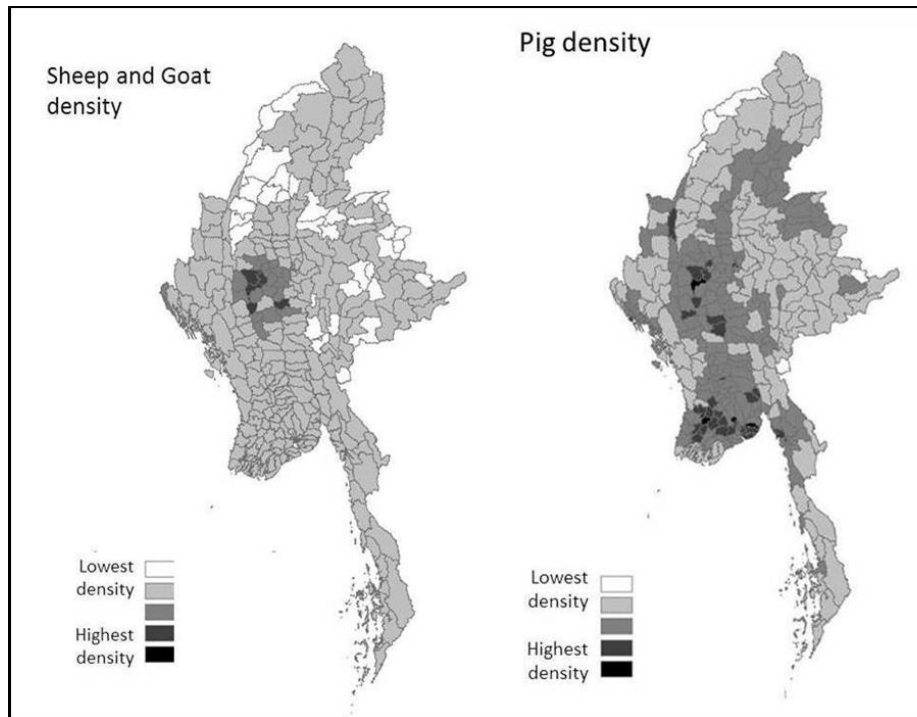 Sheep and Goat
density
Pig density
Lowest
density
Highest
density
Lowest
density
Highest
density